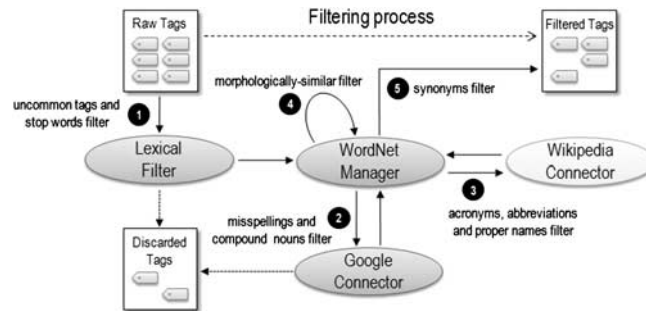 Raw Tags
Filtering process
Filtered Tags
uncommon tags and
stop words filter
1
morphologically-similar filter
4
5
synonyms filter
Lexical
Filter
WordNet
Manager
Wikipedia
Connector
3
acronyms, abbreviations
and proper names filter
misspellings and
compound nouns filter
2
Discarded
Tags
Google
Connector